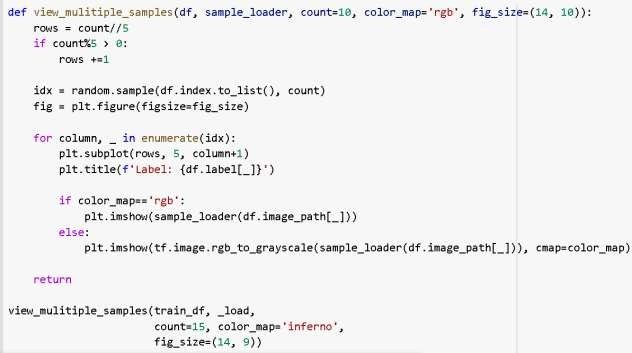 def view_mulitiple_samples(df, sample_loader, count=10, color_map='rgb', fig_size=(14, 10)):
    rows = count//5
    if count%5 > 0:
        rows +=1
    idx = random.sample(df.index.to_list(), count)
    fig = plt.figure(figsize=fig_size)
    for column, _ in enumerate(idx):
        plt.subplot(rows, 5, column+1)
        plt.title(f'Label: {df.label[_]}')
        if color_map=='rgb':
            plt.imshow(sample_loader(df.image_path[_]))
        else:
            plt.imshow(tf.image.rgb_to_grayscale(sample_loader(df.image_path[_])), cmap=color_map)
    return
view_mulitiple_samples(train_df, _load,
                       count=15, color_map='inferno',
                       fig_size=(14, 9))